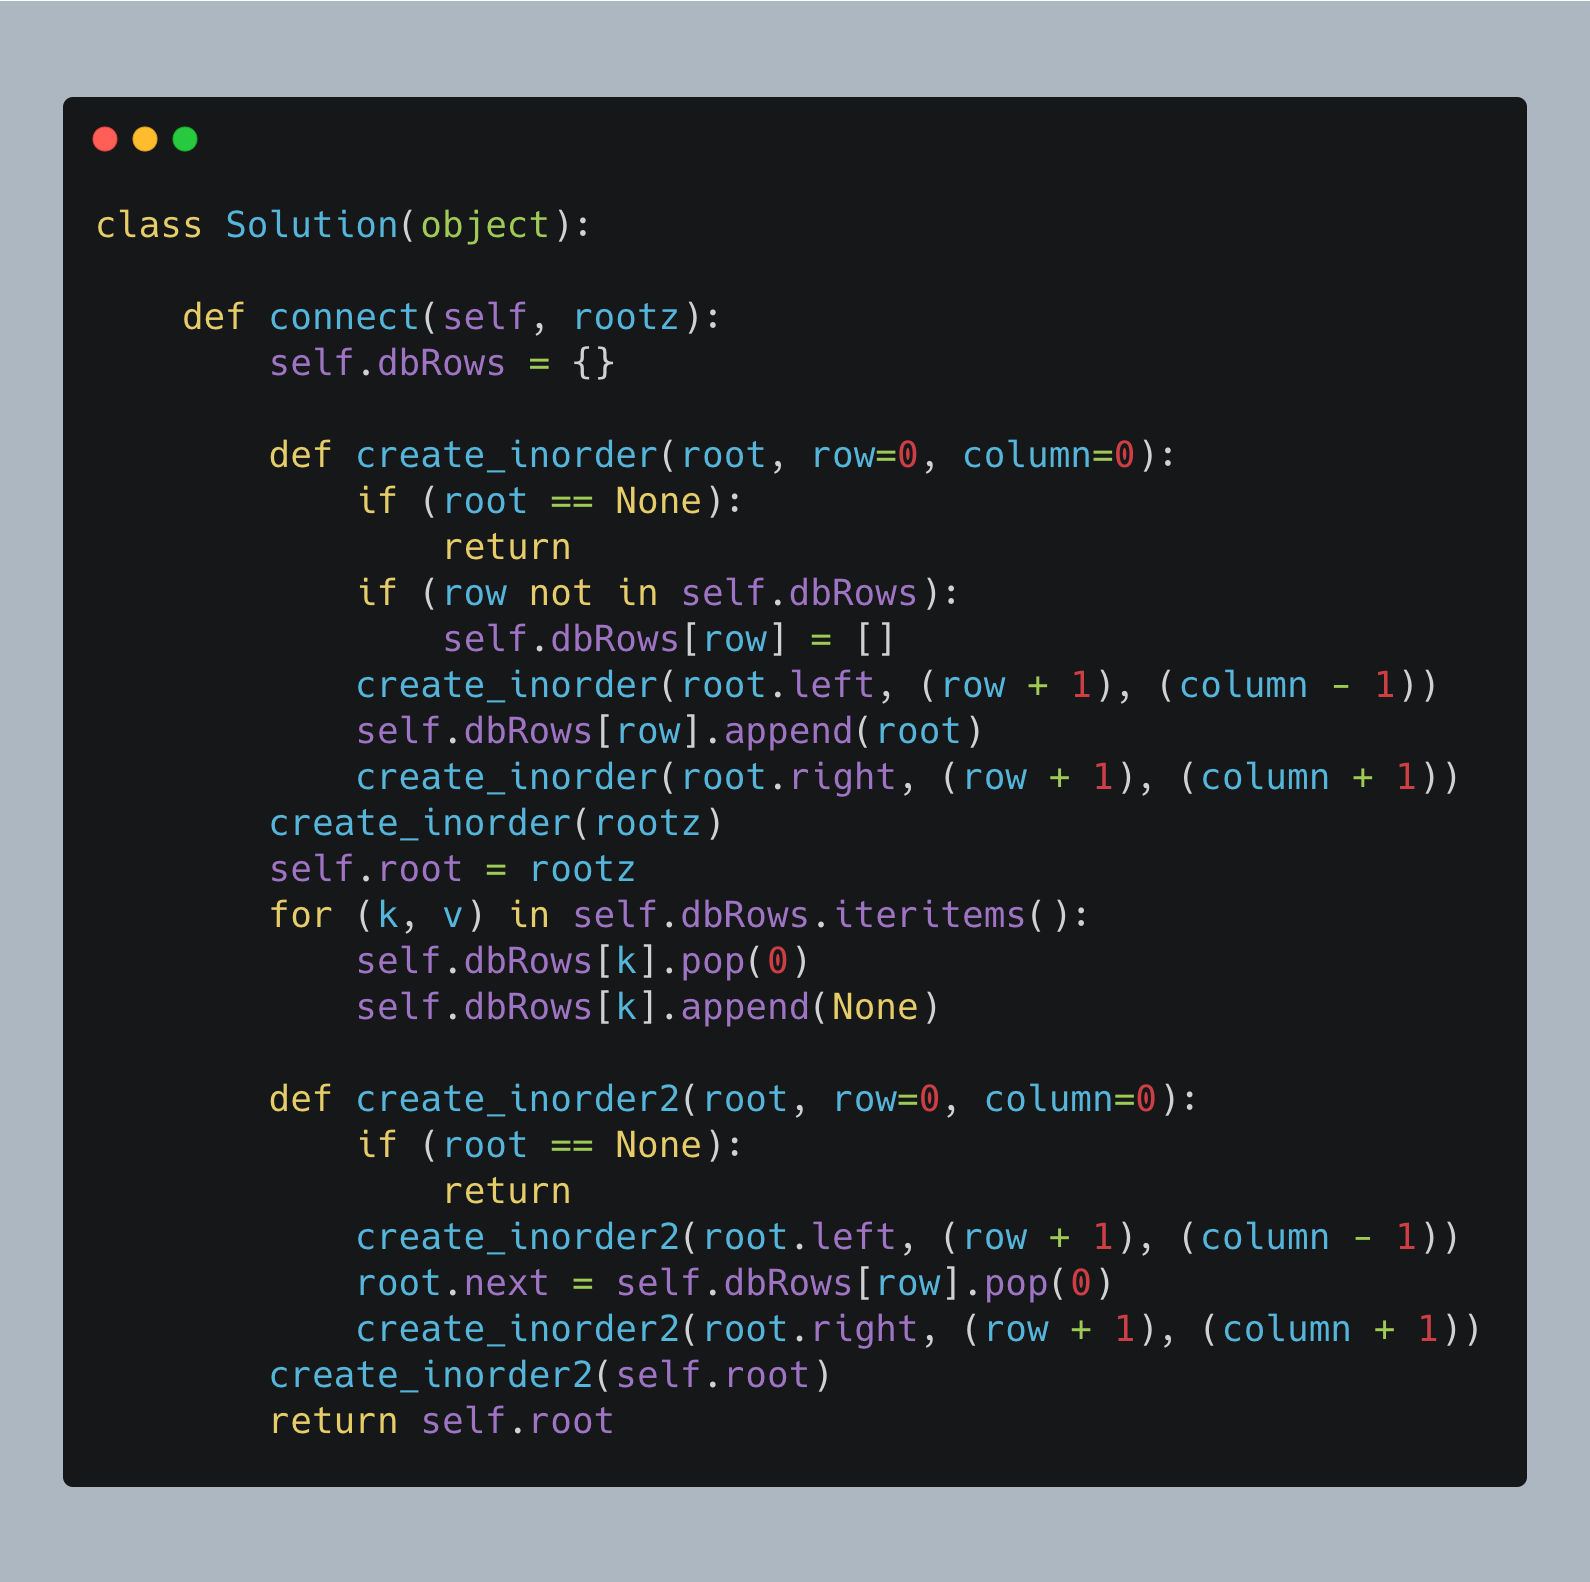 class Solution(object):

    def connect(self, rootz):
        self.dbRows = {}

        def create_inorder(root, row=0, column=0):
            if (root == None):
                return
            if (row not in self.dbRows):
                self.dbRows[row] = []
            create_inorder(root.left, (row + 1), (column - 1))
            self.dbRows[row].append(root)
            create_inorder(root.right, (row + 1), (column + 1))
        create_inorder(rootz)
        self.root = rootz
        for (k, v) in self.dbRows.iteritems():
            self.dbRows[k].pop(0)
            self.dbRows[k].append(None)

        def create_inorder2(root, row=0, column=0):
            if (root == None):
                return
            create_inorder2(root.left, (row + 1), (column - 1))
            root.next = self.dbRows[row].pop(0)
            create_inorder2(root.right, (row + 1), (column + 1))
        create_inorder2(self.root)
        return self.root